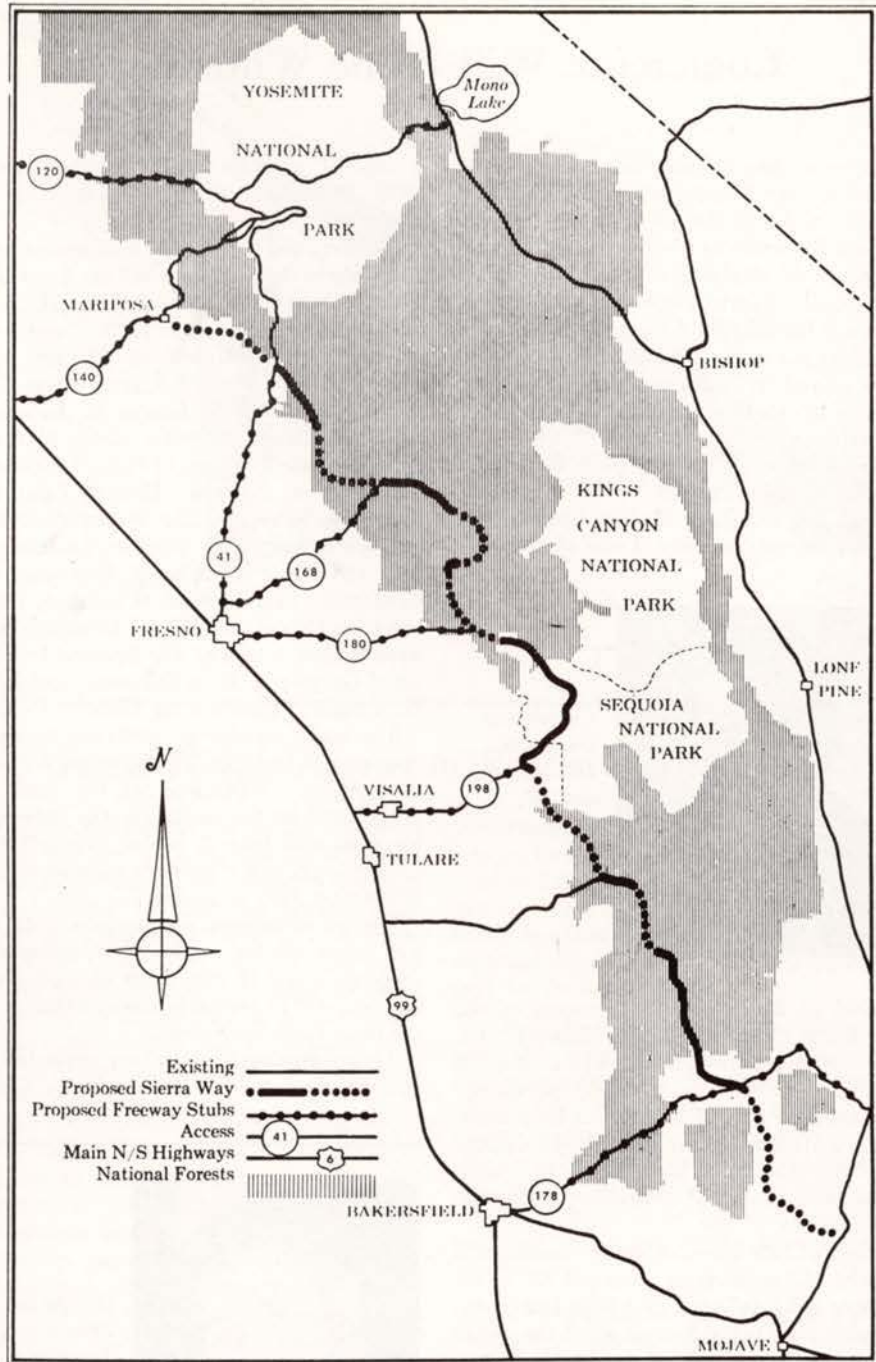 Mono
Lake
YOSEMITE
NATIONAL
PARK
120
MARIPOSA
140
BISHOP
KINGS
CANYON
NATIONAL
PARK
41
168
FRESNO
180
LONE
PINE
SEQUOIA
NATIONAL
PARK
198
VISALIA
TULARE
N
99
Existing
Proposed Sierra Way
Proposed Freeway Stubs
Access
41
Main N/S Highways
6
National Forests
178
BAKERSFIELD
MOJAVE